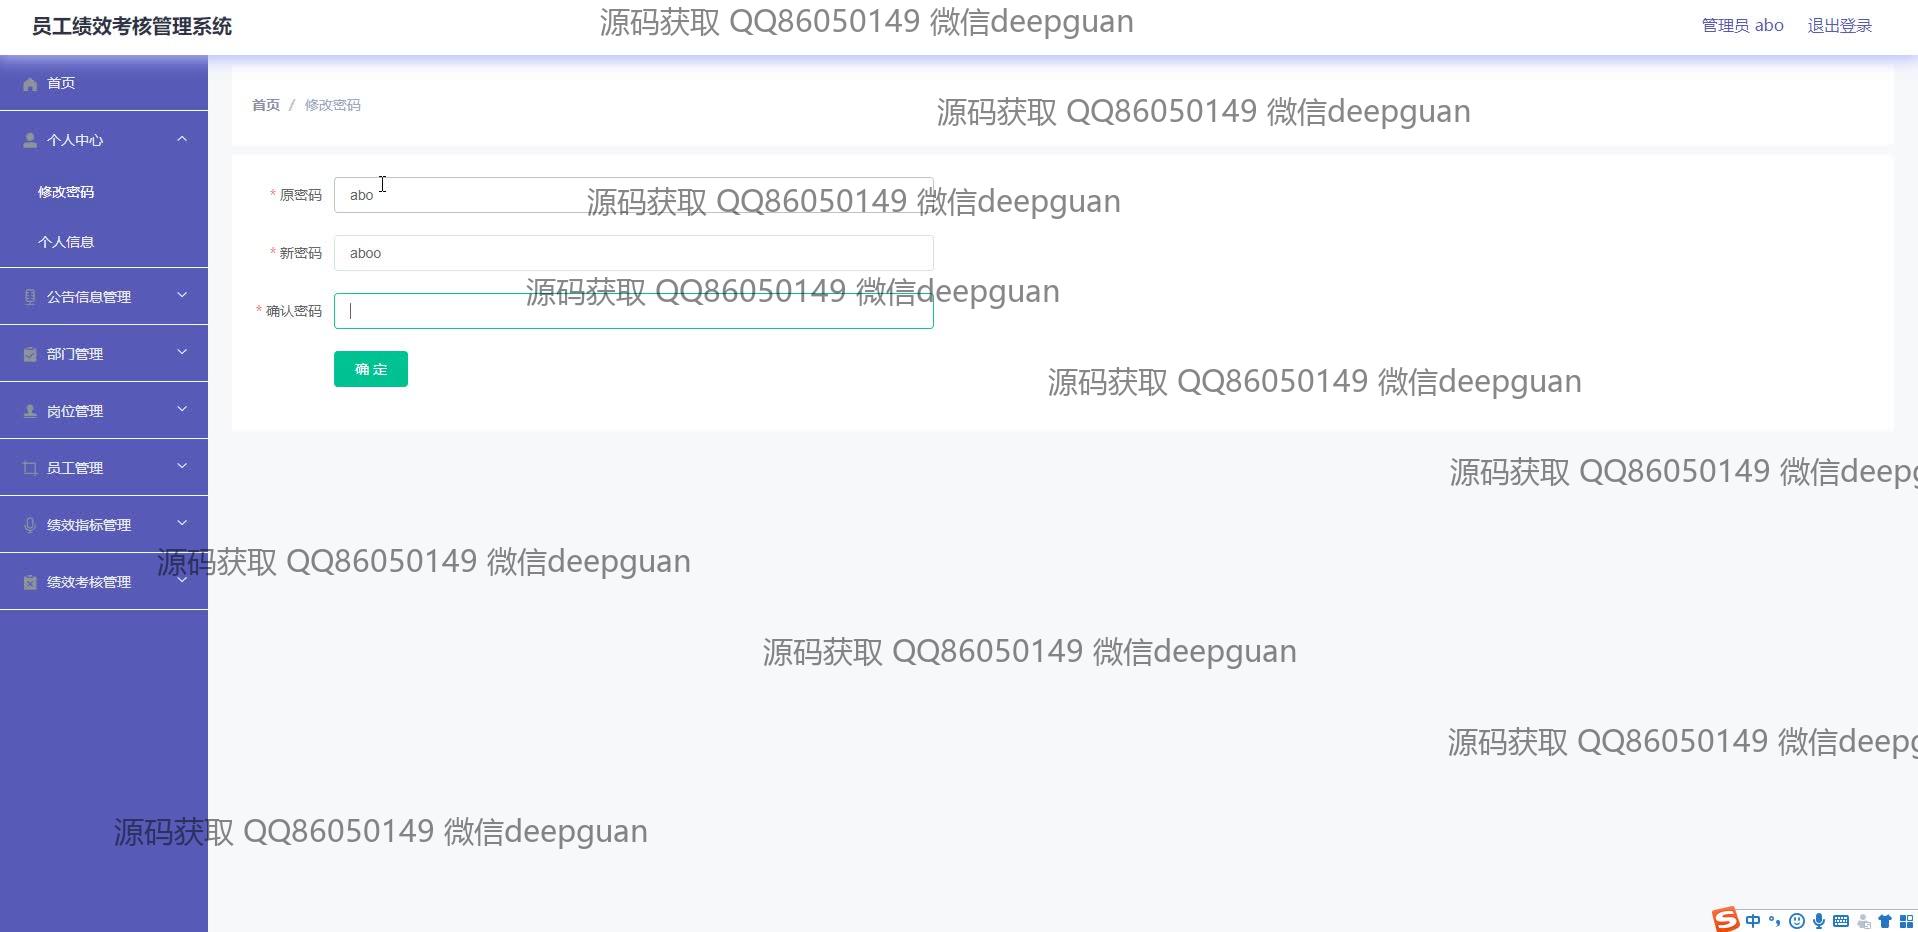 员工绩效考核管理系统
源码获取 QQ86050149 微信deepguan
管理员 abo
退出登录
首页
首页 / 修改密码
源码获取 QQ86050149 微信deepguan
个人中心
修改密码
个人信息
* 原密码 abo
源码获取 QQ86050149 微信deepguan
* 新密码 aboo
源码获取 QQ86050149 微信deepguan
* 确认密码
公告信息管理
部门管理
确 定
源码获取 QQ86050149 微信deepguan
岗位管理
员工管理
源码获取 QQ86050149 微信deepg
绩效指标管理
源码获取 QQ86050149 微信deepguan
绩效考核管理
源码获取 QQ86050149 微信deepguan
源码获取 QQ86050149 微信deepg
源码获取 QQ86050149 微信deepguan
S 中